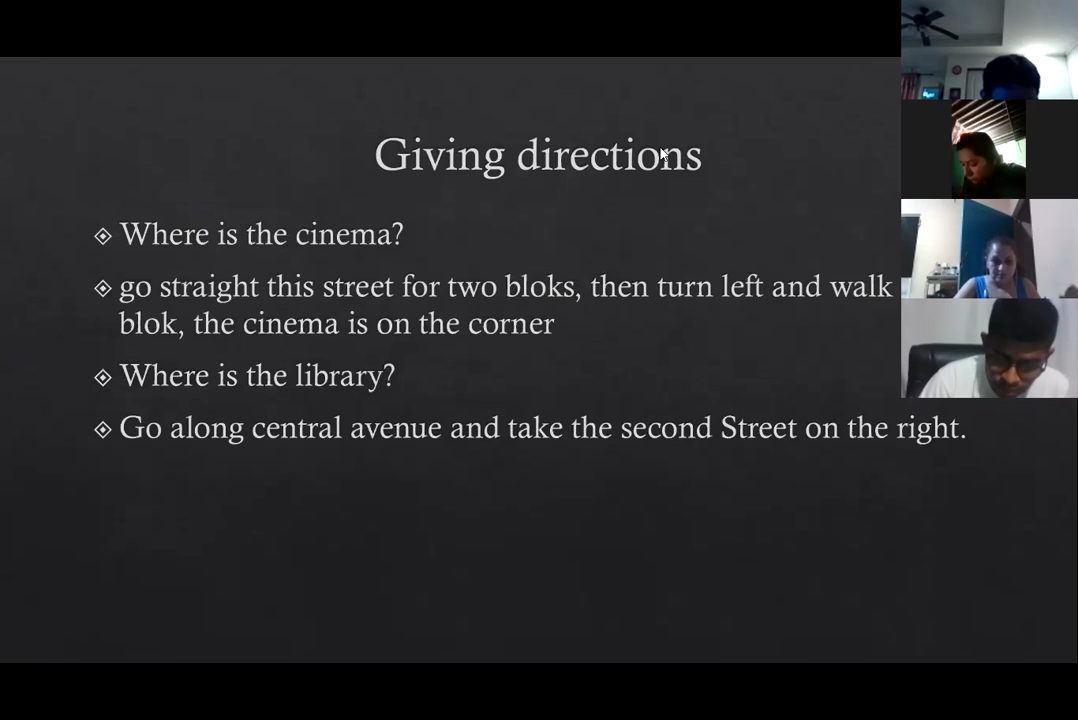 Giving directions
Where is the cinema?
go straight this street for two bloks, then turn left and walk
blok, the cinema is on the corner
Where is the library?
Go along central avenue and take the second Street on the right.